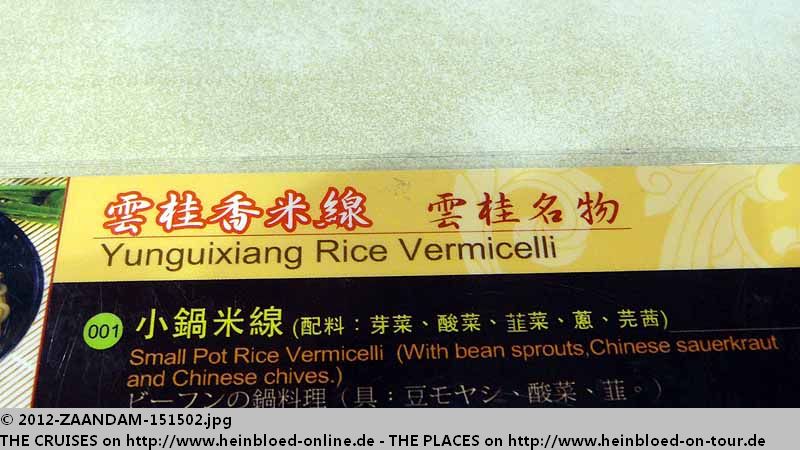 雲桂香米線 雲桂名物
Yunguixiang Rice Vermicelli
001 小鍋米線 (配料：芽菜、酸菜、韮菜、蔥、芫茜)
Small Pot Rice Vermicelli (With bean sprouts,Chinese sauerkraut
and Chinese chives.)
ビーフンの鍋料理（具：豆モヤシ、酸菜、韮。）
© 2012-ZAANDAM-151502.jpg
THE CRUISES on http://www.heinbloed-online.de - THE PLACES on http://www.heinbloed-on-tour.de